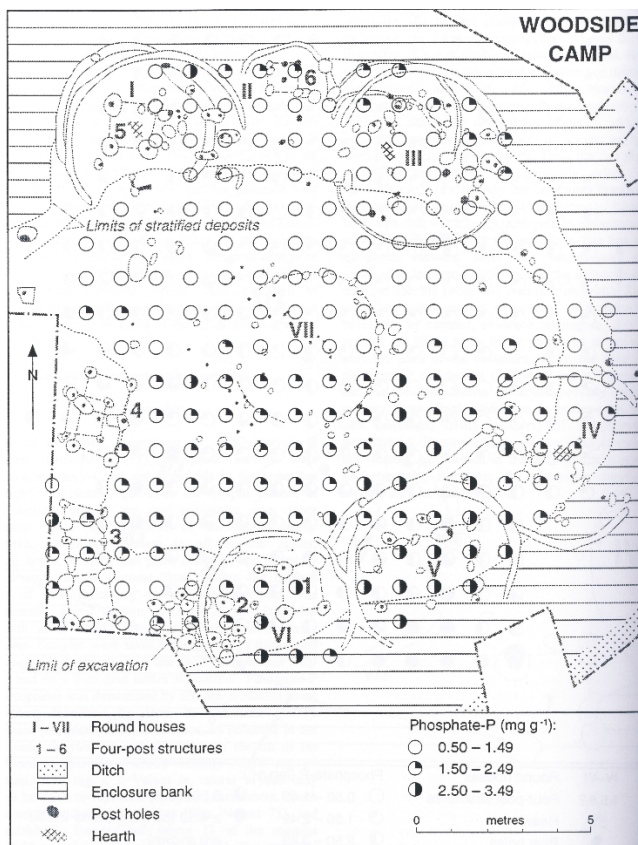 WOODSIDE
CAMP
I
II
6
5
III
Limits of stratified deposits
VII
N
4
IV
3
V
1
2
VI
Limit of excavation
I – VII Round houses
1 – 6 Four-post structures
Ditch
Enclosure bank
Post holes
Hearth
Phosphate-P (mg g⁻¹):
0.50 – 1.49
1.50 – 2.49
2.50 – 3.49
0 metres 5